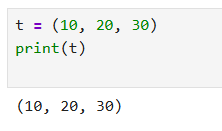 t = (10, 20, 30)
print(t)
(10, 20, 30)